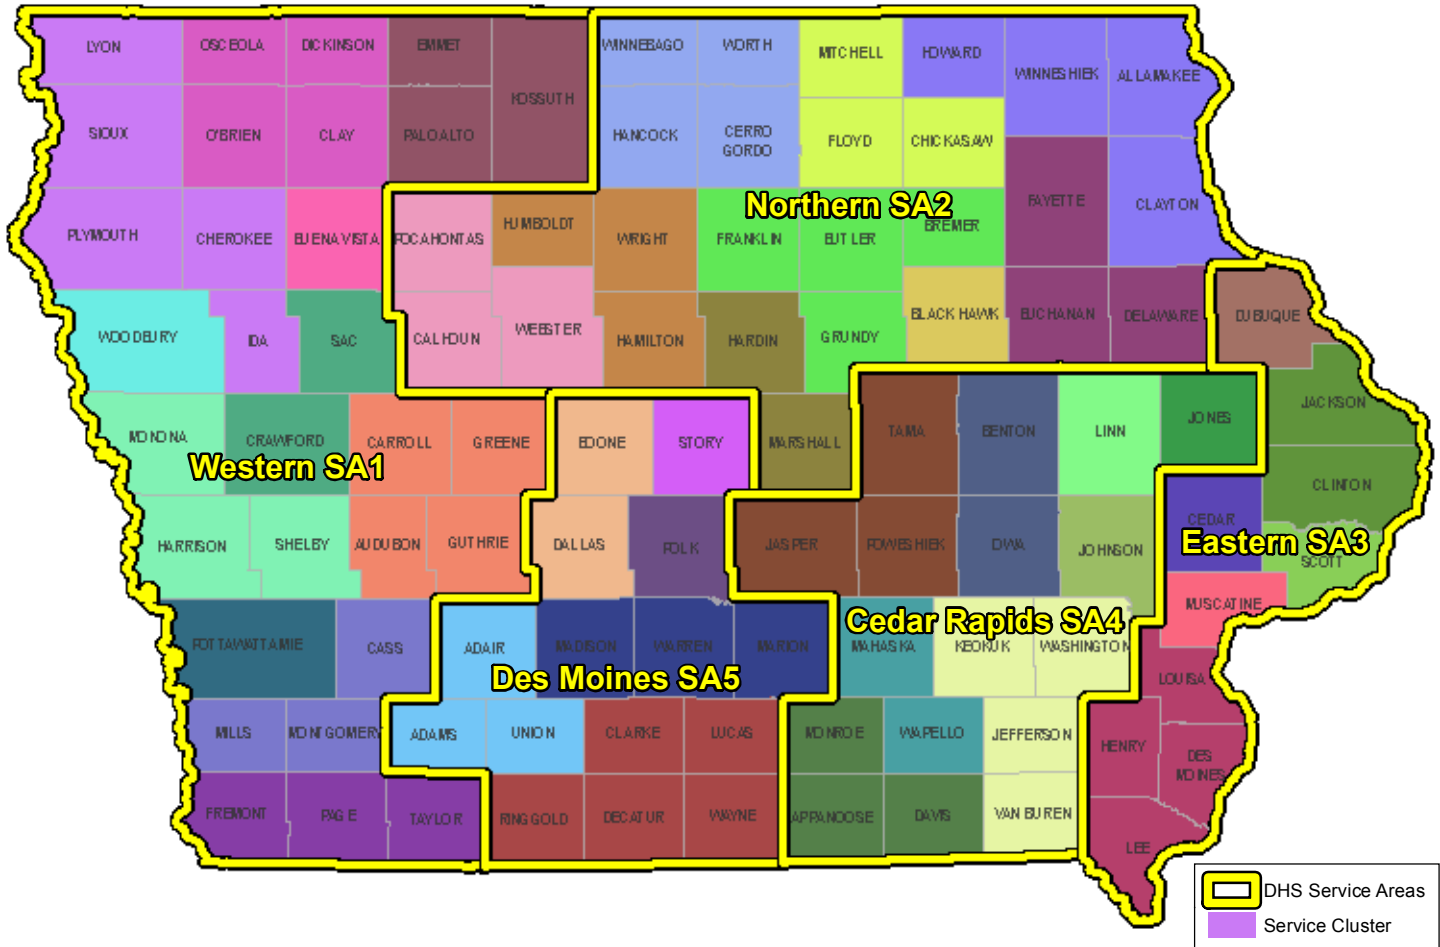 LYON
OSCEOLA
DICKINSON
EMMET
KOSSUTH
WINNEBAGO
WORTH
MITCHELL
HOWARD
WINNESHIEK
ALLAMAKEE
SIOUX
O'BRIEN
CLAY
PALO ALTO
HANCOCK
CERRO
GORDO
FLOYD
CHICKASAW
Northern SA2
FAYETTE
CLAYTON
PLYMOUTH
CHEROKEE
BUENA VISTA
POCAHONTAS
HUMBOLDT
WRIGHT
FRANKLIN
BUTLER
BREMER
WOODBURY
IDA
SAC
CALHOUN
WEBSTER
HAMILTON
HARDIN
GRUNDY
BLACK HAWK
BUCHANAN
DELAWARE
DUBUQUE
MONONA
CRAWFORD
CARROLL
GREENE
BOONE
STORY
MARSHALL
TAMA
BENTON
LINN
JONES
JACKSON
Western SA1
HARRISON
SHELBY
AUDUBON
GUTHRIE
DALLAS
POLK
JASPER
POWESHIEK
IOWA
JOHNSON
CEDAR
CLINTON
Eastern SA3
SCOTT
MUSCATINE
POTTAWATTAMIE
CASS
ADAIR
MADISON
WARREN
MARION
Cedar Rapids SA4
MAHASKA
KEOKUK
WASHINGTON
LOUISA
Des Moines SA5
MILLS
MONTGOMERY
ADAMS
UNION
CLARKE
LUCAS
MONROE
WAPELLO
JEFFERSON
HENRY
DES
MOINES
FREMONT
PAGE
TAYLOR
RINGGOLD
DECATUR
WAYNE
APPANOOSE
DAVIS
VAN BUREN
LEE
DHS Service Areas
Service Cluster